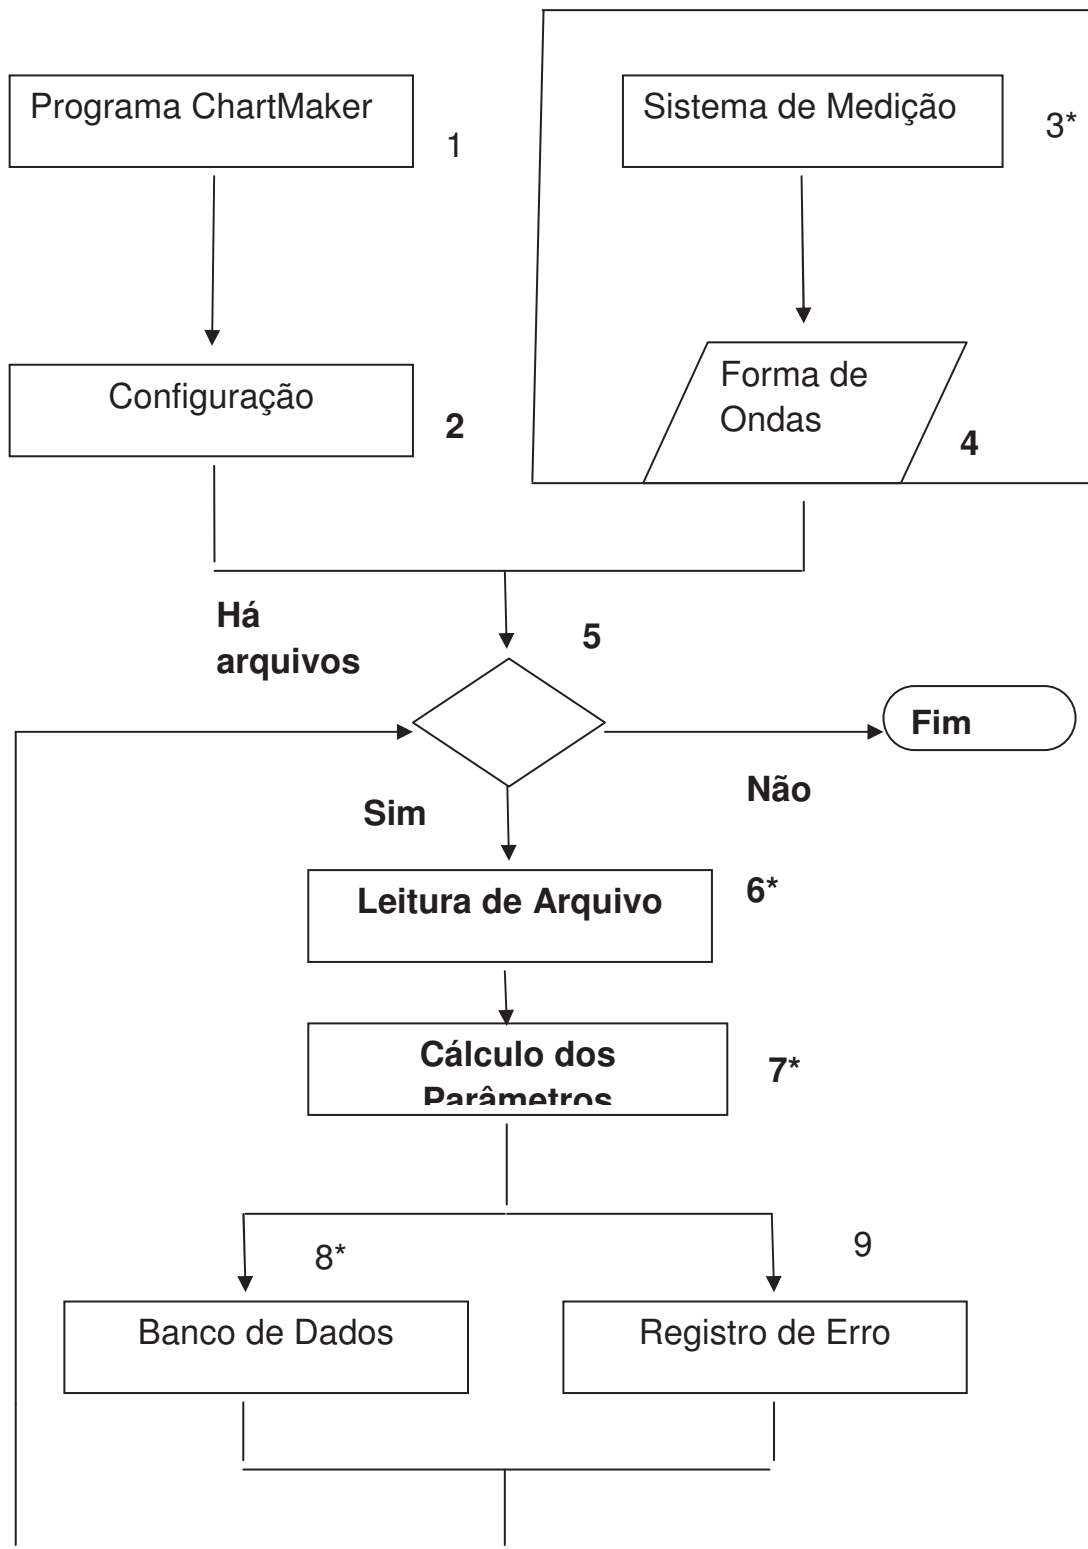 Programa ChartMaker
1
Sistema de Medição
3*
Configuração
2
Forma de
Ondas
4
Há
arquivos
5
Fim
Não
Sim
Leitura de Arquivo
6*
Cálculo dos
Parâmetros
7*
8*
9
Banco de Dados
Registro de Erro